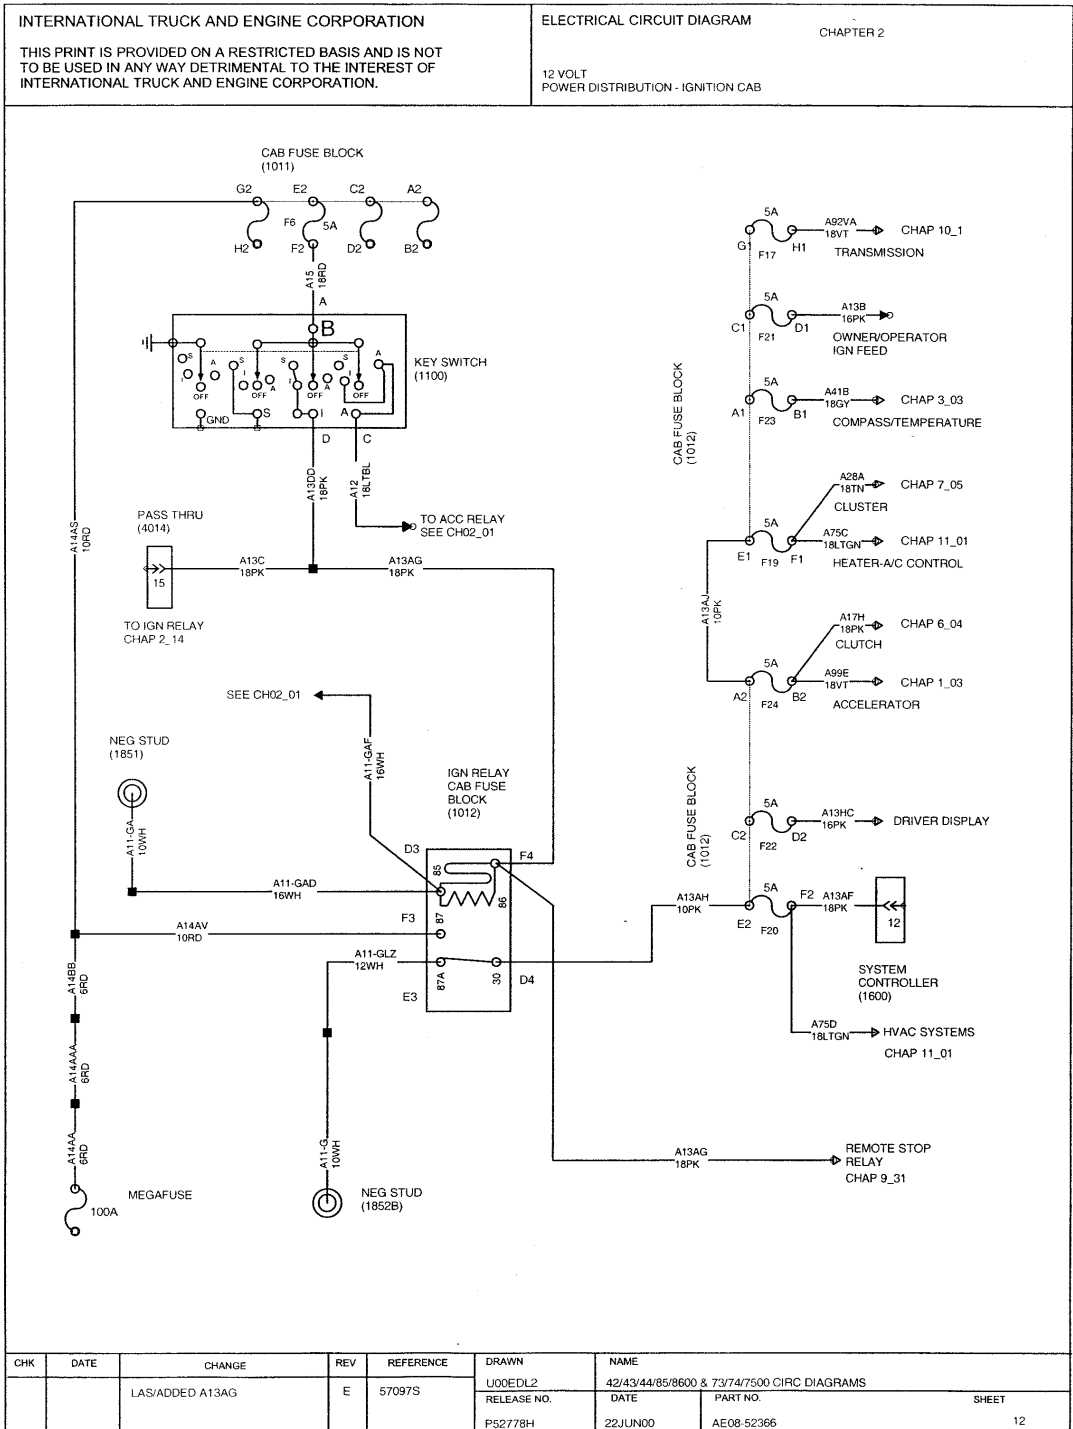 INTERNATIONAL TRUCK AND ENGINE CORPORATION
THIS PRINT IS PROVIDED ON A RESTRICTED BASIS AND IS NOT
TO BE USED IN ANY WAY DETRIMENTAL TO THE INTEREST OF
INTERNATIONAL TRUCK AND ENGINE CORPORATION.
ELECTRICAL CIRCUIT DIAGRAM
CHAPTER 2
12 VOLT
POWER DISTRIBUTION - IGNITION CAB
CAB FUSE BLOCK
(1011)
G2 E2 C2 A2
F6 5A
H2 F2 D2 B2
A15
18RD
A
B
KEY SWITCH
(1100)
S A I OFF
S I OFF A
S I OFF A
S I A
GND S I A
D C
A13DD
18PK
A12
18LTBL
TO ACC RELAY
SEE CH02_01
A14AS
10RD
PASS THRU
(4014)
15
A13C
18PK
A13AG
18PK
TO IGN RELAY
CHAP 2_14
SEE CH02_01
A11-GAF
16WH
NEG STUD
(1851)
A11-GA
10WH
IGN RELAY
CAB FUSE
BLOCK
(1012)
D3
F4
85
86
A11-GAD
16WH
F3
87
A14AV
10RD
A11-GLZ
12WH
87A
30
E3
D4
A14BB
6RD
A14AAA
6RD
A14AA
6RD
MEGAFUSE
100A
A11-G
10WH
NEG STUD
(1852B)
CAB FUSE BLOCK
(1012)
5A
G1 F17 H1
A92VA
18VT
CHAP 10_1
TRANSMISSION
5A
C1 F21 D1
A13B
16PK
OWNER/OPERATOR
IGN FEED
5A
A1 F23 B1
A41B
18GY
CHAP 3_03
COMPASS/TEMPERATURE
A28A
18TN
CHAP 7_05
CLUSTER
5A
E1 F19 F1
A75C
18LTGN
CHAP 11_01
HEATER-A/C CONTROL
A13AJ
10PK
A17H
18PK
CHAP 6_04
CLUTCH
5A
A2 F24 B2
A99E
18VT
CHAP 1_03
ACCELERATOR
CAB FUSE BLOCK
(1012)
5A
C2 F22 D2
A13HC
16PK
DRIVER DISPLAY
A13AH
10PK
5A
E2 F20 F2
A13AF
18PK
12
SYSTEM
CONTROLLER
(1600)
A75D
18LTGN
HVAC SYSTEMS
CHAP 11_01
A13AG
18PK
REMOTE STOP
RELAY
CHAP 9_31
CHK DATE CHANGE REV REFERENCE
LAS/ADDED A13AG E 57097S
DRAWN NAME
U00EDL2 42/43/44/85/8600 & 73/74/7500 CIRC DIAGRAMS
RELEASE NO. DATE PART NO. SHEET
P52778H 22JUN00 AE08-52366 12